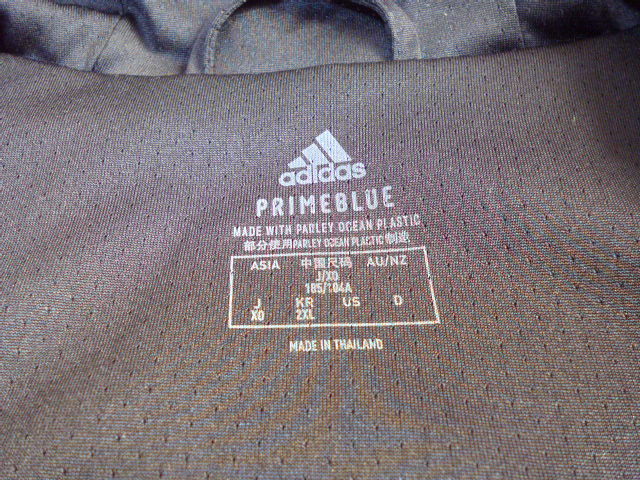 adidas
PRIMEBLUE
MADE WITH PARLEY OCEAN PLASTIC
部分使用PARLEY OCEAN PLACTIC制造
ASIA 中国尺码 AU/NZ
J/XO
185/104A
J KR US D
XO 2XL
MADE IN THAILAND